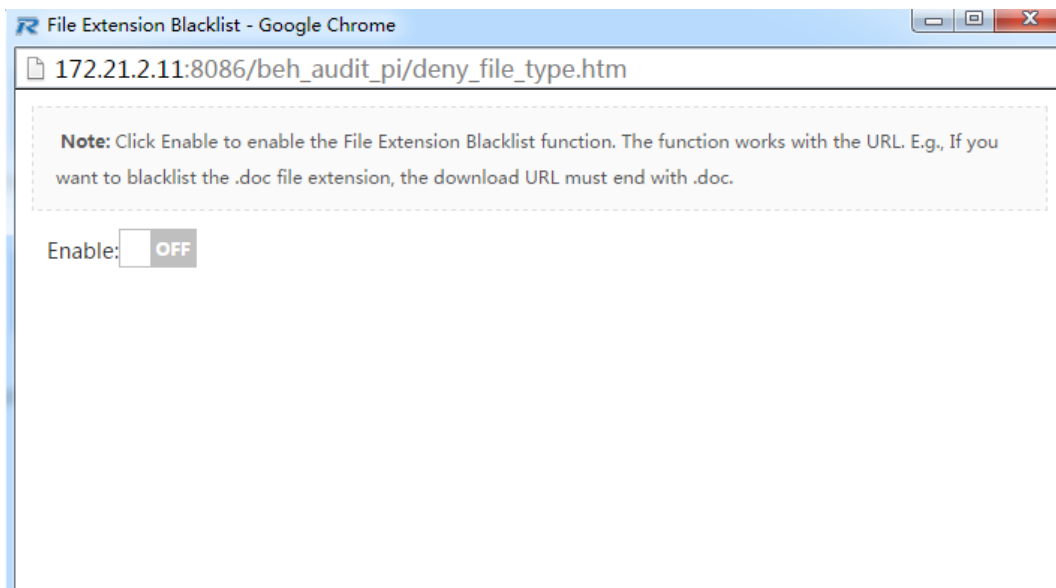 File Extension Blacklist - Google Chrome
172.21.2.11:8086/beh_audit_pi/deny_file_type.htm
Note: Click Enable to enable the File Extension Blacklist function. The function works with the URL. E.g., If you
want to blacklist the .doc file extension, the download URL must end with .doc.
Enable: OFF